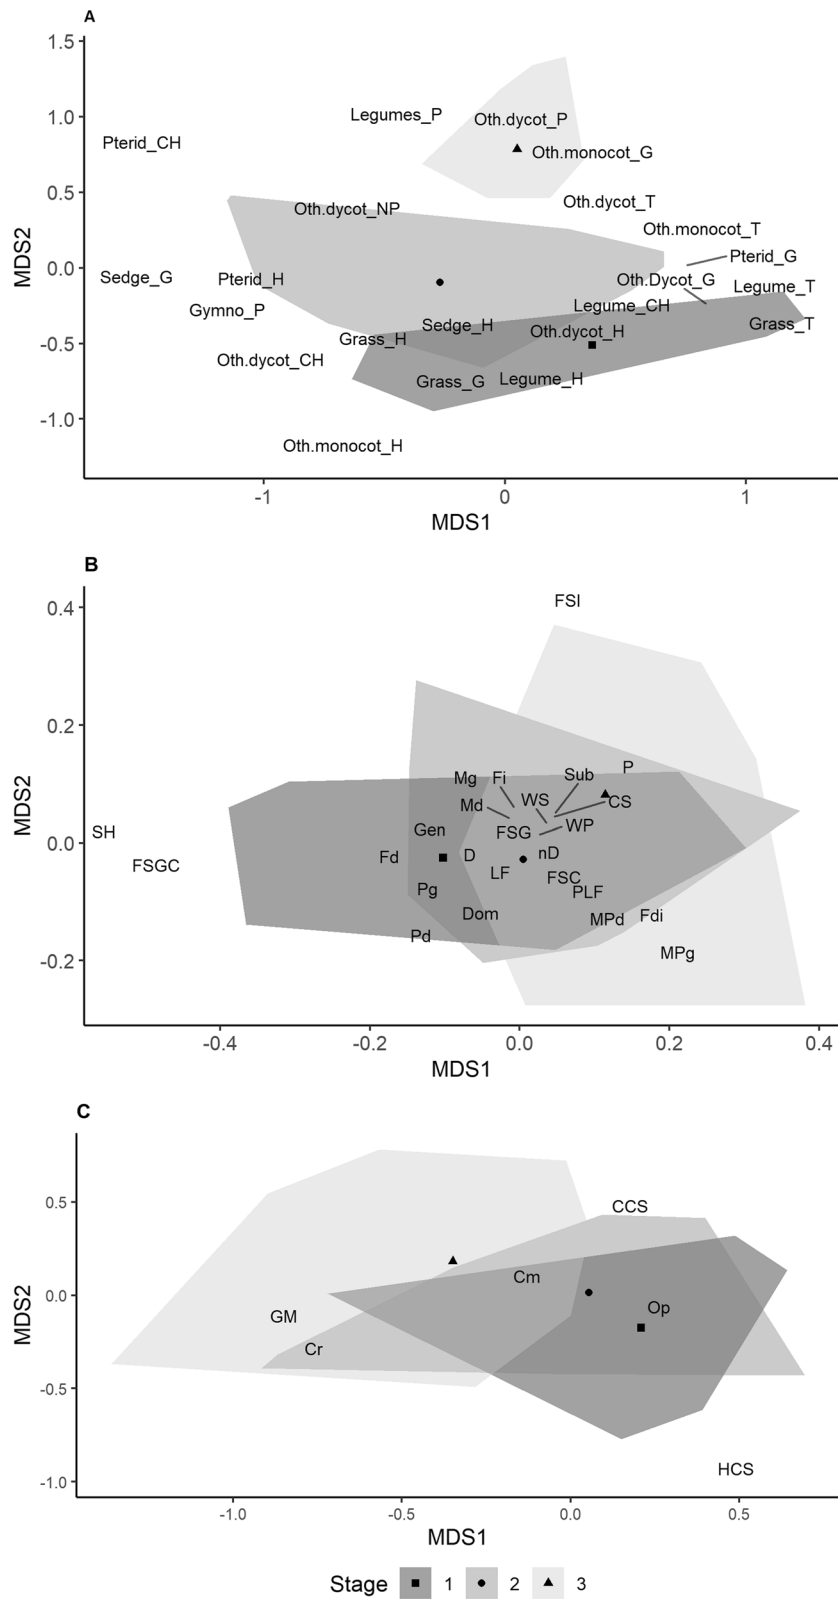 A
1.5
1.0
0.5
0.0
-0.5
-1.0
MDS2
Legumes_P
Oth.dycot_P
Pterid_CH
Oth.monocot_G
Oth.dycot_T
Oth.dycot_NP
Oth.monocot_T
Pterid_G
Sedge_G
Pterid_H
Oth.Dycot_G
Legume_T
Gymno_P
Legume_CH
Sedge_H
Oth.dycot_H
Grass_T
Grass_H
Oth.dycot_CH
Grass_G
Legume_H
Oth.monocot_H
-1
0
1
MDS1
B
0.4
0.2
0.0
-0.2
MDS2
FSI
Mg
Fi
Sub
P
Md
WS
CS
SH
Gen
FSG
WP
FSGC
Fd
D
nD
LF
FSC
Pg
PLF
Dom
MPd
Fdi
Pd
MPg
-0.4
-0.2
0.0
0.2
0.4
MDS1
C
0.5
0.0
-0.5
-1.0
MDS2
CCS
Cm
GM
Op
Cr
HCS
-1.0
-0.5
0.0
0.5
MDS1
Stage 1 2 3